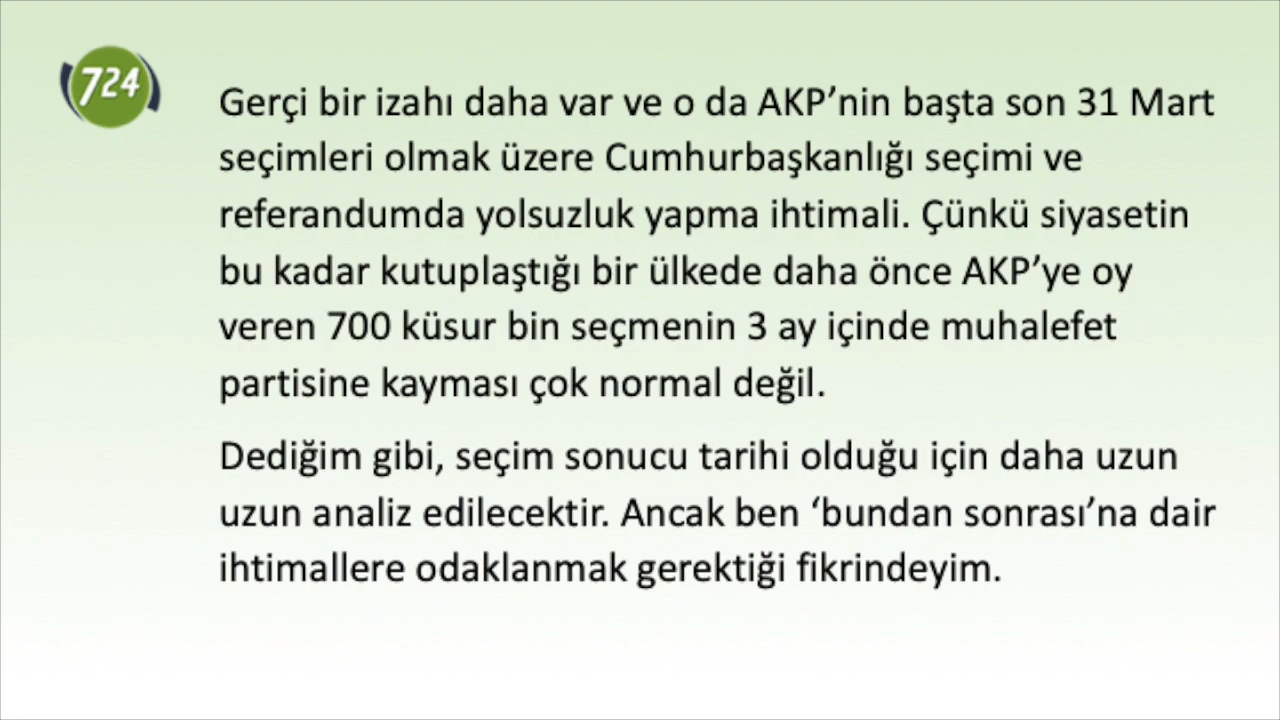 724
Gerçi bir izahı daha var ve o da AKP’nin başta son 31 Mart
seçimleri olmak üzere Cumhurbaşkanlığı seçimi ve
referandumda yolsuzluk yapma ihtimali. Çünkü siyasetin
bu kadar kutuplaştığı bir ülkede daha önce AKP’ye oy
veren 700 küsur bin seçmenin 3 ay içinde muhalefet
partisine kayması çok normal değil.
Dediğim gibi, seçim sonucu tarihi olduğu için daha uzun
uzun analiz edilecektir. Ancak ben ‘bundan sonrası’na dair
ihtimallere odaklanmak gerektiği fikrindeyim.